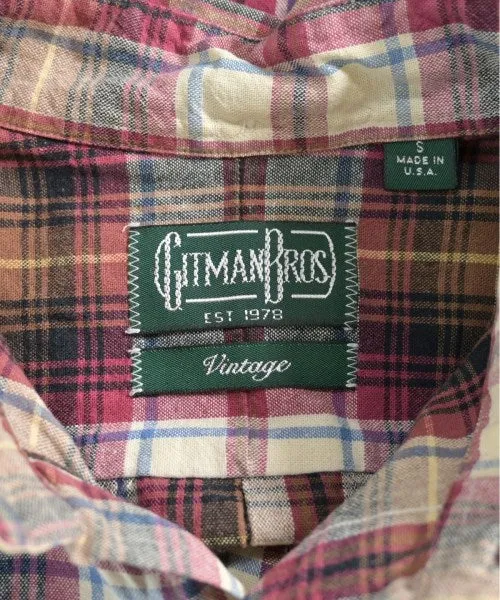 S
MADE IN
U.S.A.
GITMAN BROS
EST 1978
Vintage